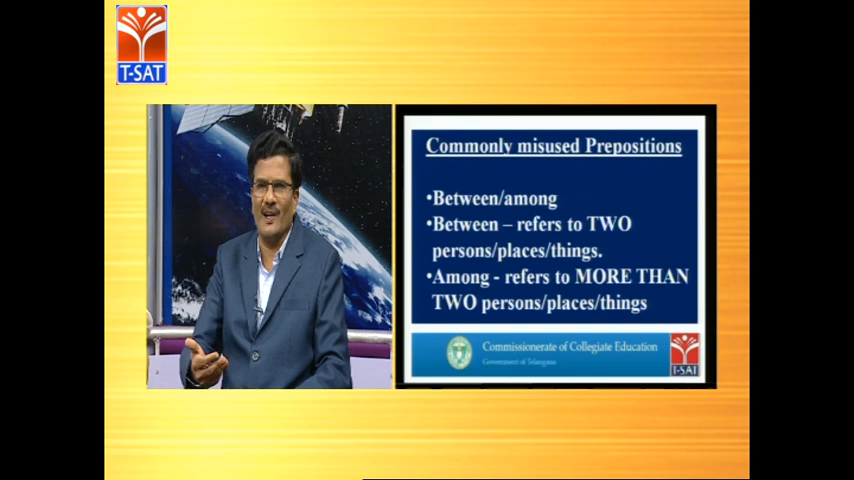 T-SAT
Commonly misused Prepositions
•Between/among
•Between – refers to TWO
persons/places/things.
•Among - refers to MORE THAN
TWO persons/places/things
Commissionerate of Collegiate Education
Government of Telangana
T-SAT